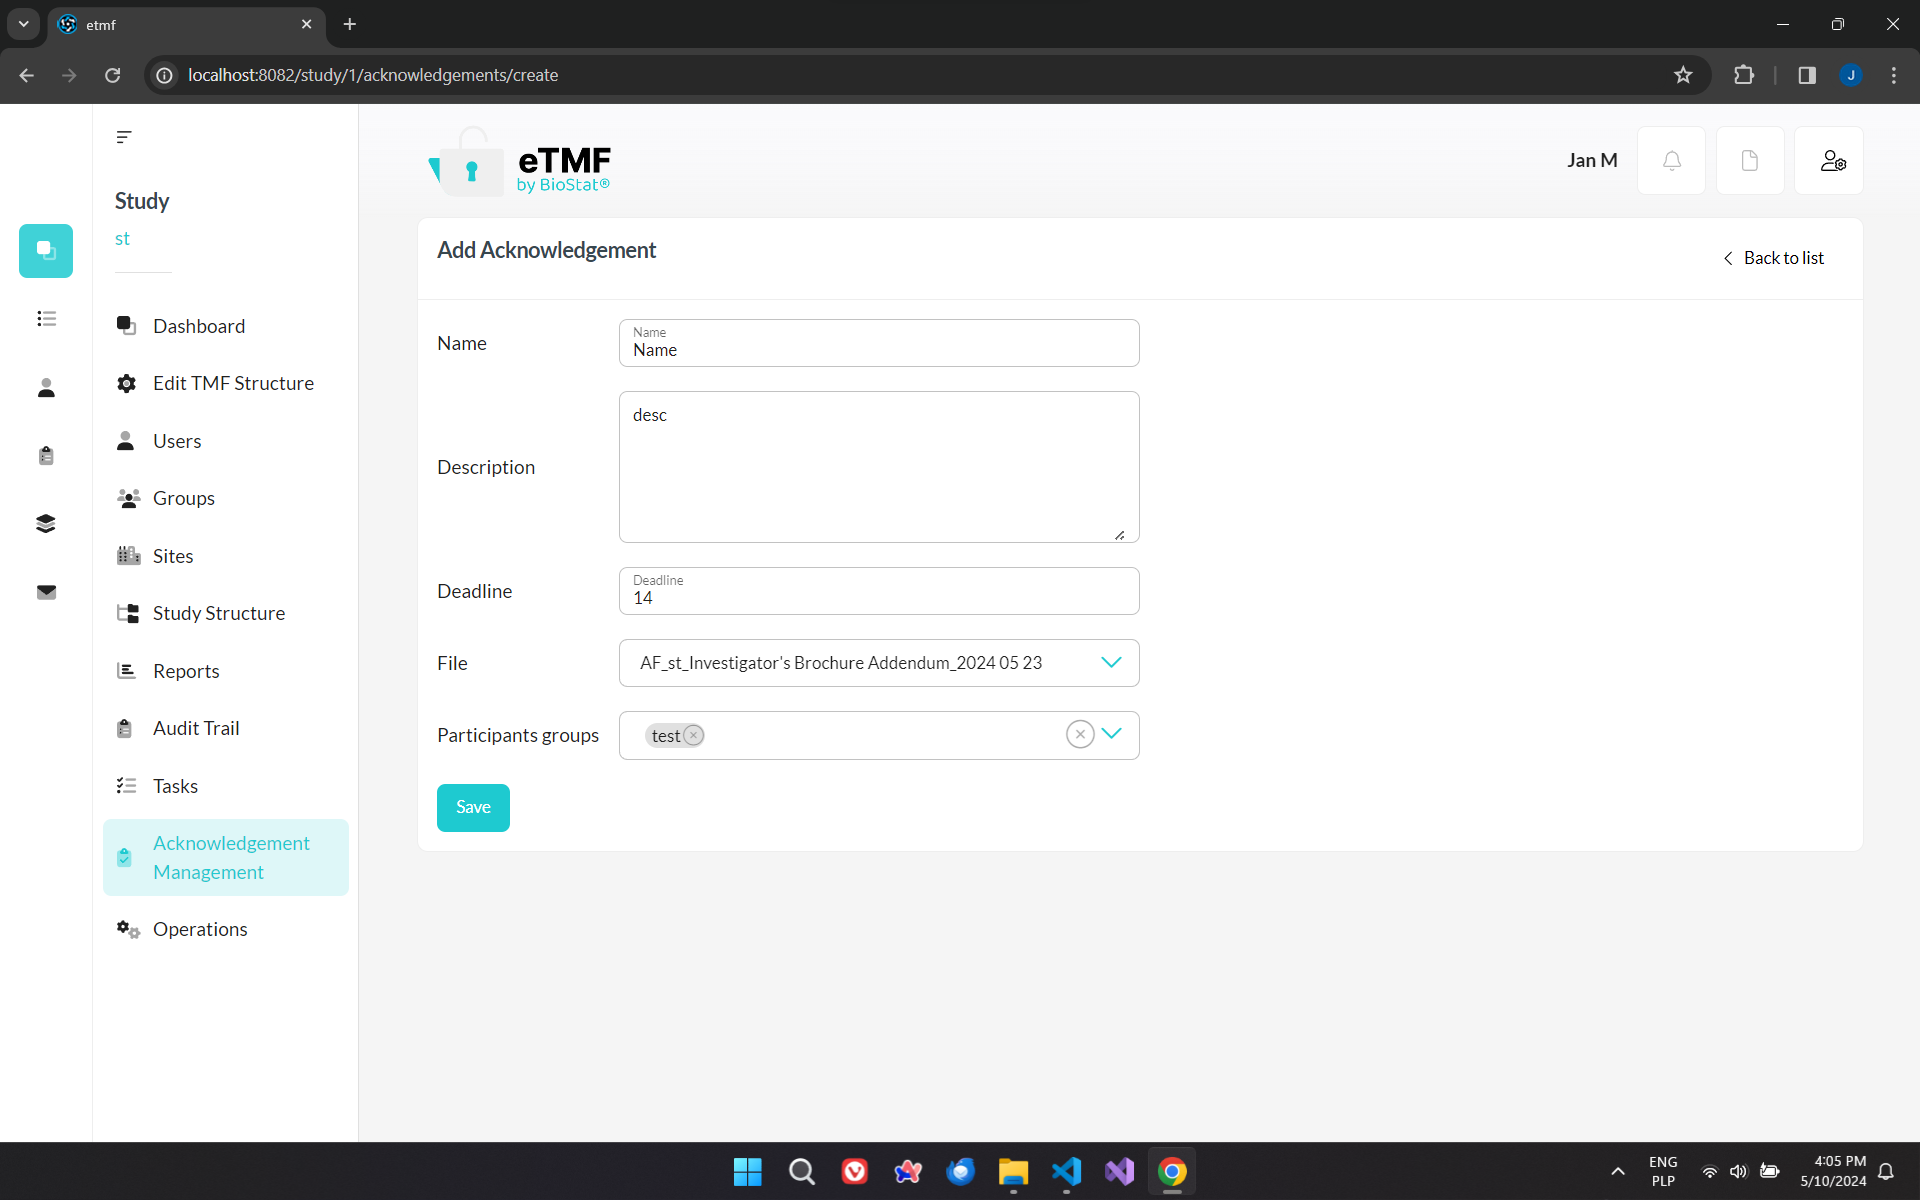 etmf
localhost:8082/study/1/acknowledgements/create
Study
st
Dashboard
Edit TMF Structure
Users
Groups
Sites
Study Structure
Reports
Audit Trail
Tasks
Acknowledgement
Management
Operations
eTMF
by BioStat®
Jan M
Add Acknowledgement
Back to list
Name
Name
Name
Description
desc
Deadline
Deadline
14
File
AF_st_Investigator's Brochure Addendum_2024 05 23
Participants groups
test
Save
J
ENG
PLP
4:05 PM
5/10/2024